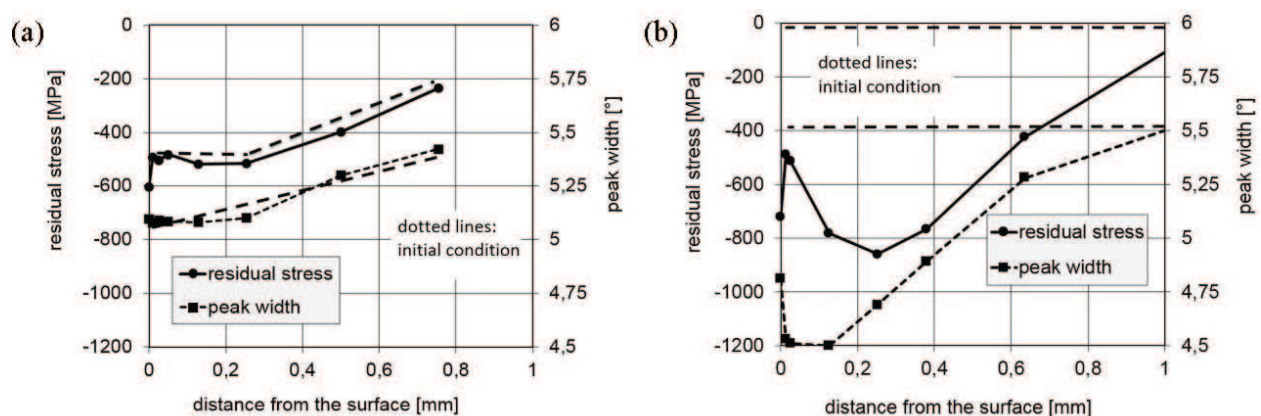 (a)
residual stress [MPa]
0
-200
-400
-600
-800
-1000
-1200
dotted lines:
initial condition
residual stress
peak width
6
5,75
5,5
5,25
5
4,75
4,5
peak width [°]
0 0,2 0,4 0,6 0,8 1
distance from the surface [mm]
(b)
residual stress [MPa]
0
-200
-400
-600
-800
-1000
-1200
dotted lines:
initial condition
residual stress
peak width
6
5,75
5,5
5,25
5
4,75
4,5
peak width [°]
0 0,2 0,4 0,6 0,8 1
distance from the surface [mm]